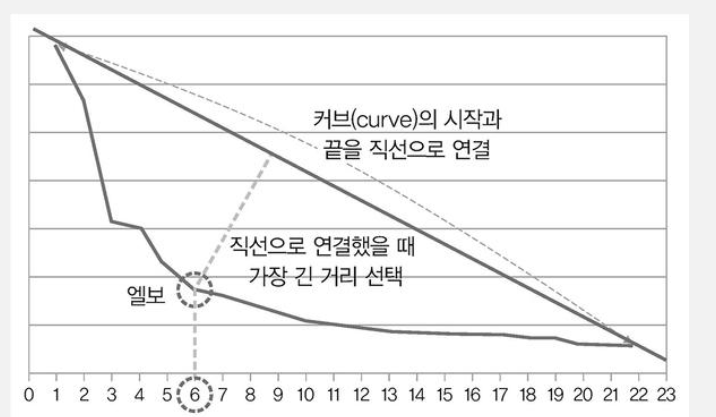 커브(curve)의 시작과
끝을 직선으로 연결
직선으로 연결했을 때
가장 긴 거리 선택
엘보
0 1 2 3 4 5 6 7 8 9 10 11 12 13 14 15 16 17 18 19 20 21 22 23